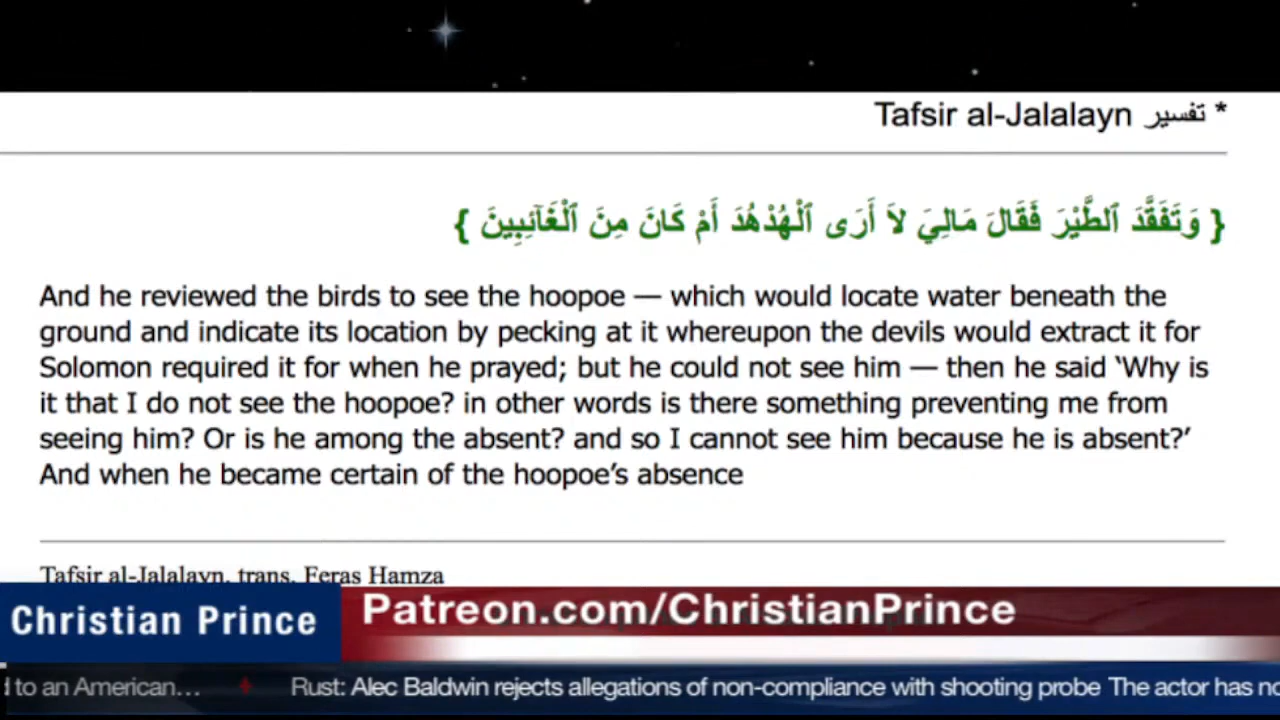 Tafsir al-Jalalayn تفسير *
{ وَتَفَقَّدَ ٱلطَّيْرَ فَقَالَ مَالِيَ لاَ أَرَى ٱلْهُدْهُدَ أَمْ كَانَ مِنَ ٱلْغَآئِبِينَ }
And he reviewed the birds to see the hoopoe — which would locate water beneath the
ground and indicate its location by pecking at it whereupon the devils would extract it for
Solomon required it for when he prayed; but he could not see him — then he said ‘Why is
it that I do not see the hoopoe? in other words is there something preventing me from
seeing him? Or is he among the absent? and so I cannot see him because he is absent?’
And when he became certain of the hoopoe’s absence
Tafsir al-Jalalayn, trans. Feras Hamza
Christian Prince
Patreon.com/ChristianPrince
to an American... Rust: Alec Baldwin rejects allegations of non-compliance with shooting probe The actor has